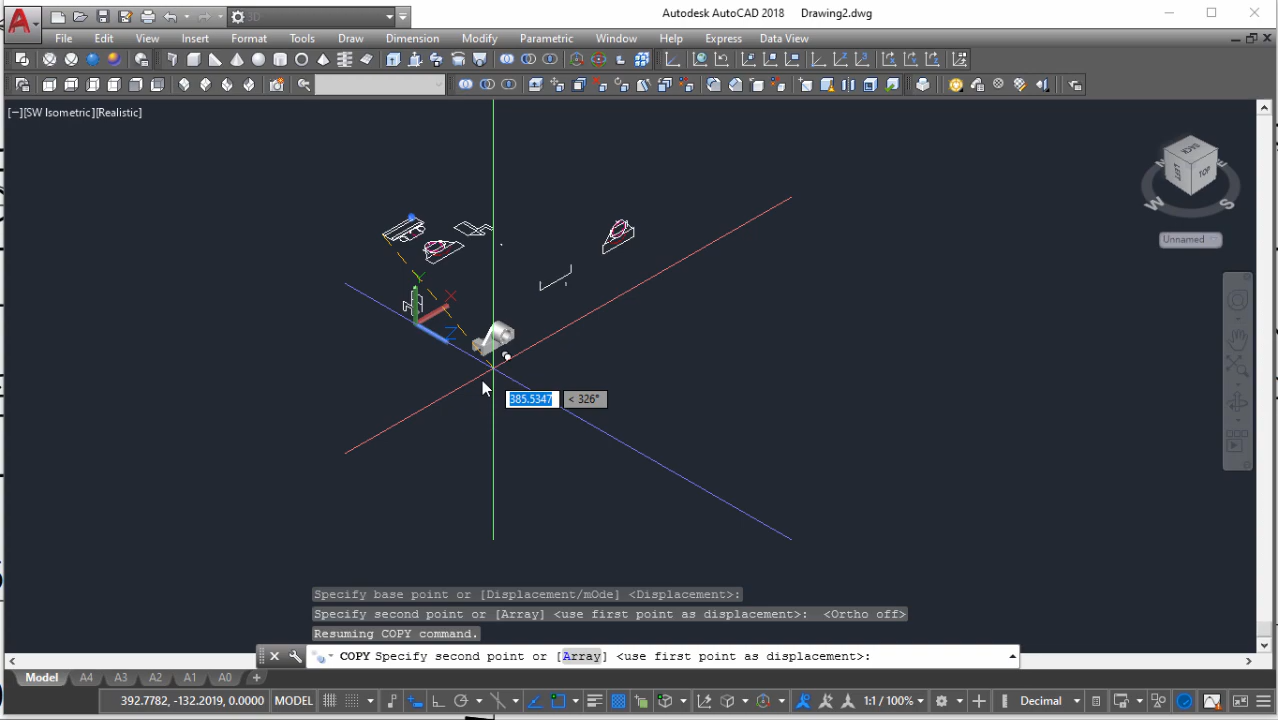 Autodesk AutoCAD 2018 Drawing2.dwg
3D
File Edit View Insert Format Tools Draw Dimension Modify Parametric Window Help Express Data View
[−][SW Isometric][Realistic]
BACK
LEFT
TOP
E
W
S
Unnamed
Y
X
Z
385.5347 < 326°
Specify base point or [Displacement/mOde] <Displacement>:
Specify second point or [Array] <use first point as displacement>: <Ortho off>
Resuming COPY command.
COPY Specify second point or [Array] <use first point as displacement>:
Model A4 A3 A2 A1 A0 +
392.7782, -132.2019, 0.0000 MODEL 1:1 / 100% Decimal